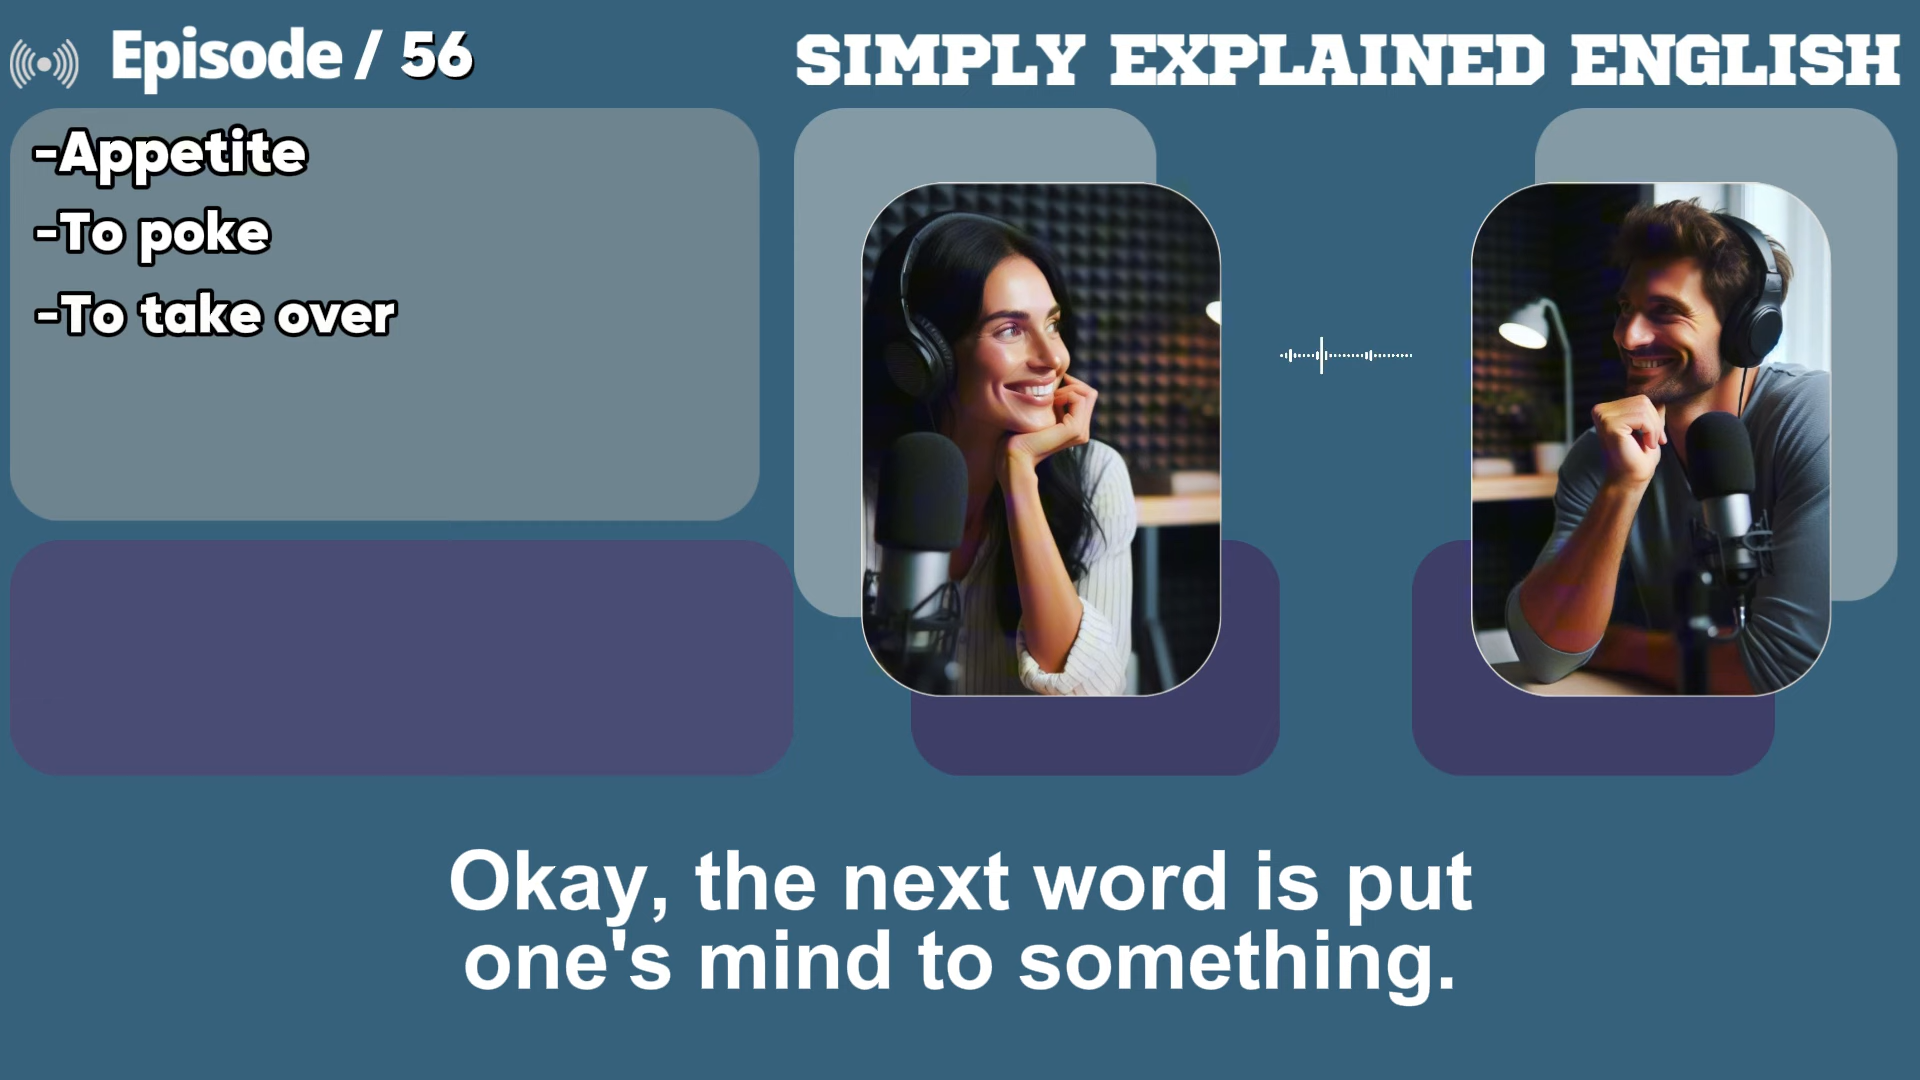 Episode / 56
SIMPLY EXPLAINED ENGLISH
-Appetite
-To poke
-To take over
Okay, the next word is put
one's mind to something.